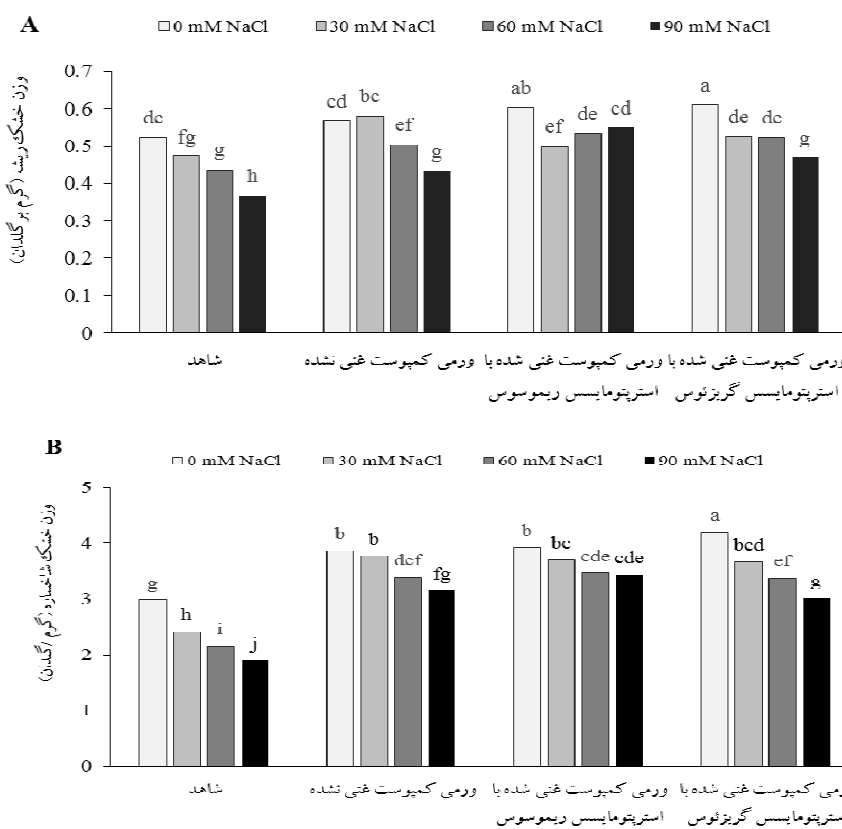 A
0 mM NaCl 30 mM NaCl 60 mM NaCl 90 mM NaCl
وزن خشک ریشه (گرم بر گلدان)
0.7
0.6
0.5
0.4
0.3
0.2
0.1
0
de fg g h
cd bc ef g
ab ef de cd
a de de g
شاهد
ورمی کمپوست غنی نشده
ورمی کمپوست غنی شده با
استرپتومایسس ریموسوس
ورمی کمپوست غنی شده با
استرپتومایسس گریزئوس
B
0 mM NaCl 30 mM NaCl 60 mM NaCl 90 mM NaCl
وزن خشک شاخساره (گرم / گلدان)
5
4
3
2
1
0
g h i j
b b def fg
b bc cde cde
a bcd ef g
شاهد
ورمی کمپوست غنی نشده
ورمی کمپوست غنی شده با
استرپتومایسس ریموسوس
ورمی کمپوست غنی شده با
استرپتومایسس گریزئوس